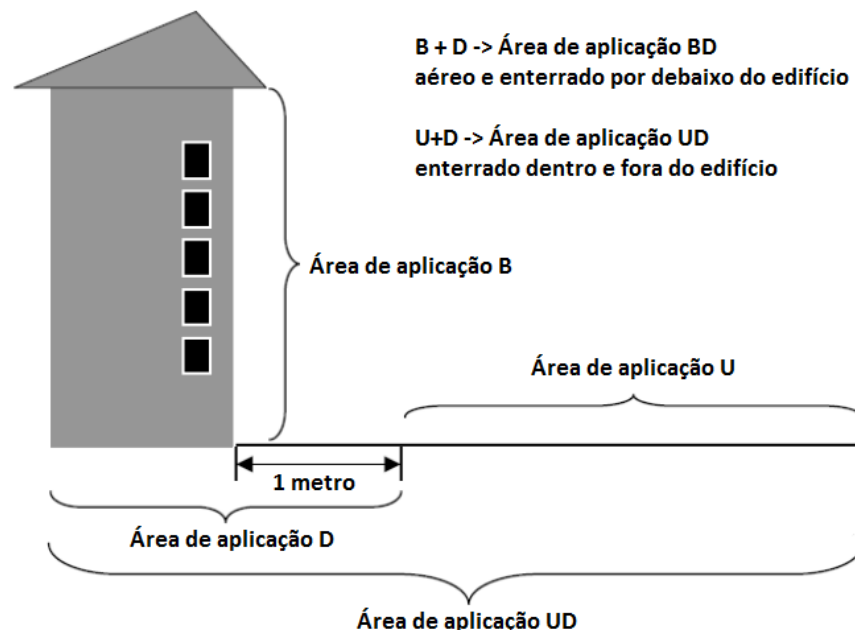 B + D -> Área de aplicação BD
aéreo e enterrado por debaixo do edifício
U+D -> Área de aplicação UD
enterrado dentro e fora do edifício
Área de aplicação B
Área de aplicação U
1 metro
Área de aplicação D
Área de aplicação UD